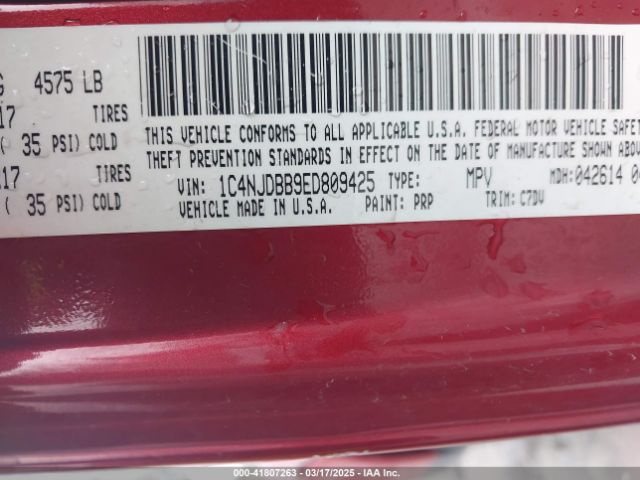 G 4575 LB
17 TIRES
( 35 PSI) COLD
THIS VEHICLE CONFORMS TO ALL APPLICABLE U.S.A. FEDERAL MOTOR VEHICLE SAFET
THEFT PREVENTION STANDARDS IN EFFECT ON THE DATE OF MANUFACTURE SHOWN ABOV
.17 TIRES
VIN: 1C4NJDBB9ED809425 TYPE: MPV MDH:042614 0
( 35 PSI) COLD
VEHICLE MADE IN U.S.A. PAINT: PRP TRIM: C7DV
000-41807263 - 03/17/2025 - IAA Inc.